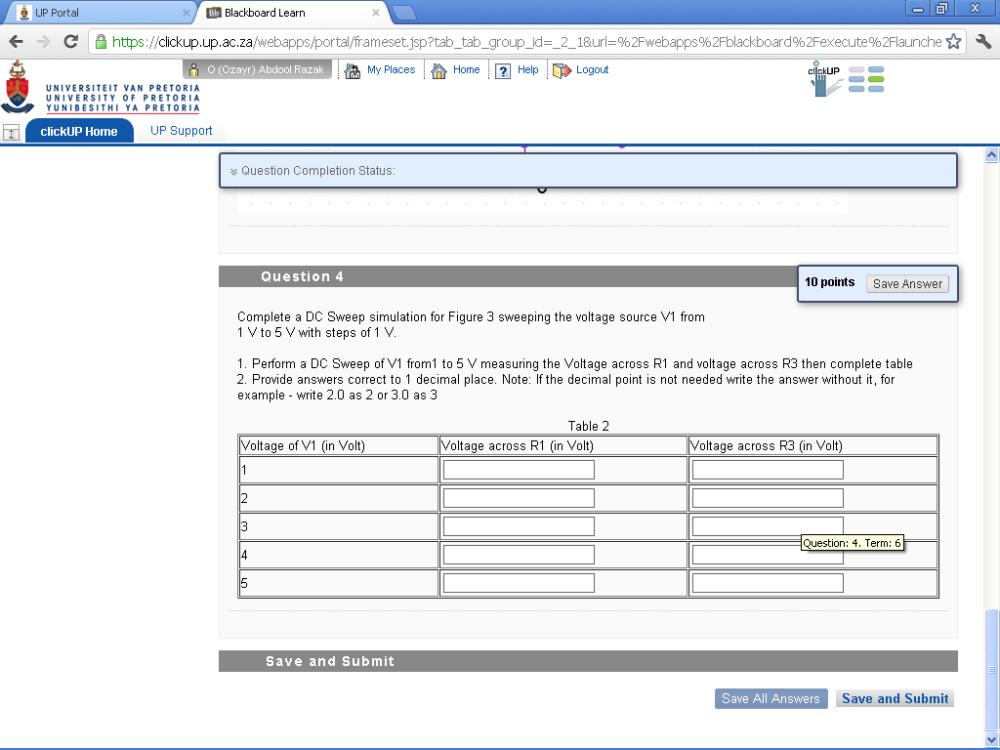 UP Portal
Bb Blackboard Learn
https://clickup.up.ac.za/webapps/portal/frameset.jsp?tab_tab_group_id=_2_1&url=%2Fwebapps%2Fblackboard%2Fexecute%2Flaunche
O (Ozayr) Abdool Razak
My Places
Home
Help
Logout
clickUP
UNIVERSITEIT VAN PRETORIA
UNIVERSITY OF PRETORIA
YUNIBESITHI YA PRETORIA
clickUP Home
UP Support
Question Completion Status:
Question 4
10 points
Save Answer
Complete a DC Sweep simulation for Figure 3 sweeping the voltage source V1 from
1 V to 5 V with steps of 1 V.
1. Perform a DC Sweep of V1 from1 to 5 V measuring the Voltage across R1 and voltage across R3 then complete table
2. Provide answers correct to 1 decimal place. Note: If the decimal point is not needed write the answer without it, for
example - write 2.0 as 2 or 3.0 as 3
Table 2
Voltage of V1 (in Volt) Voltage across R1 (in Volt) Voltage across R3 (in Volt)
1
2
3
Question: 4. Term: 6
4
5
Save and Submit
Save All Answers
Save and Submit